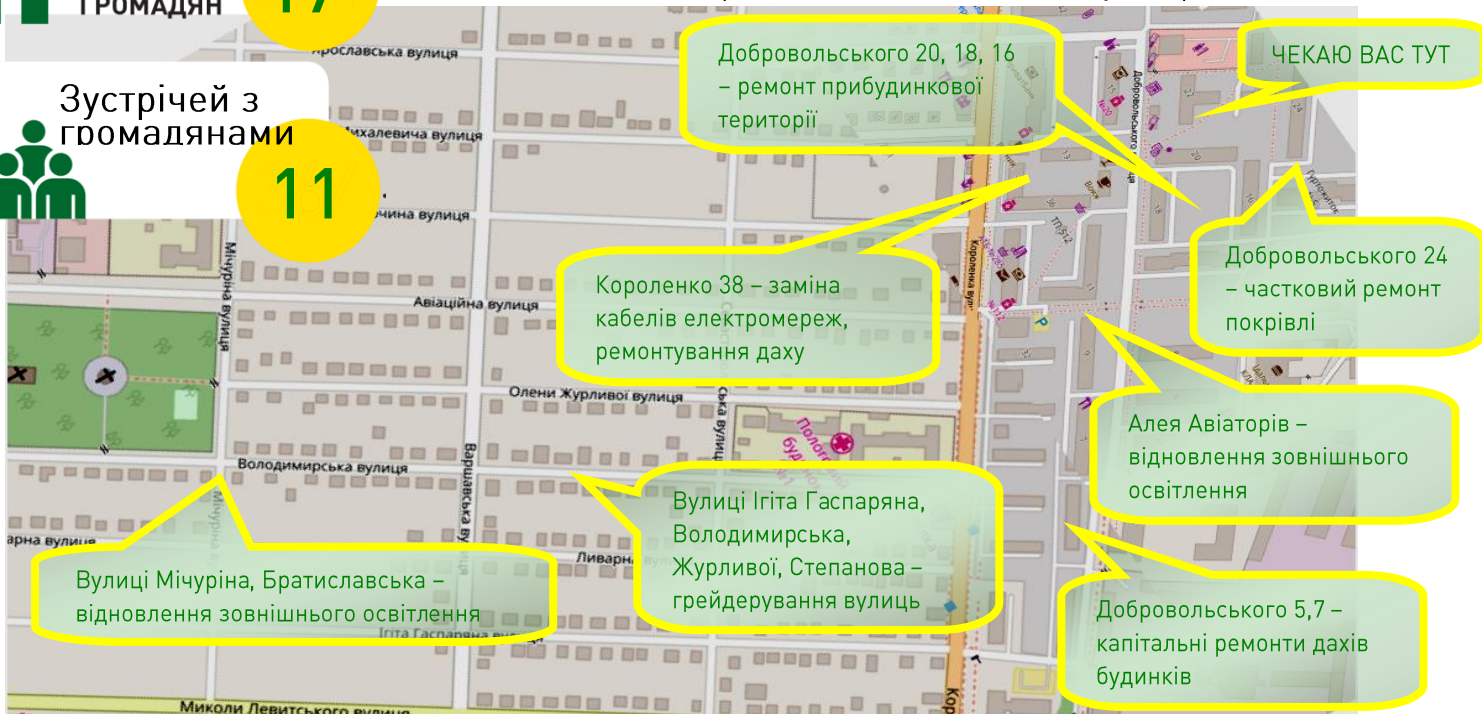 ГРОМАДЯН
Зустрічей з
громадянами
11
Ярославська вулиця
Михалевича вулиця
Добровольського 20, 18, 16
– ремонт прибудинкової
території
ЧЕКАЮ ВАС ТУТ
Мічуріна вулиця
Авіаційна вулиця
Короленко 38 – заміна
кабелів електромереж,
ремонтування даху
Добровольського 24
– частковий ремонт
покрівлі
Гуртожиток
ТП-512
Р
Олени Журливої вулиця
Володимирська вулиця
Алея Авіаторів –
відновлення зовнішнього
освітлення
Вулиці Ігіта Гаспаряна,
Володимирська,
Журливої, Степанова –
грейдерування вулиць
Вулиці Мічуріна, Братиславська –
відновлення зовнішнього освітлення
Добровольського 5,7 –
капітальні ремонти дахів
будинків
Ігіта Гаспаряна вулиця
Миколи Левитського вулиця